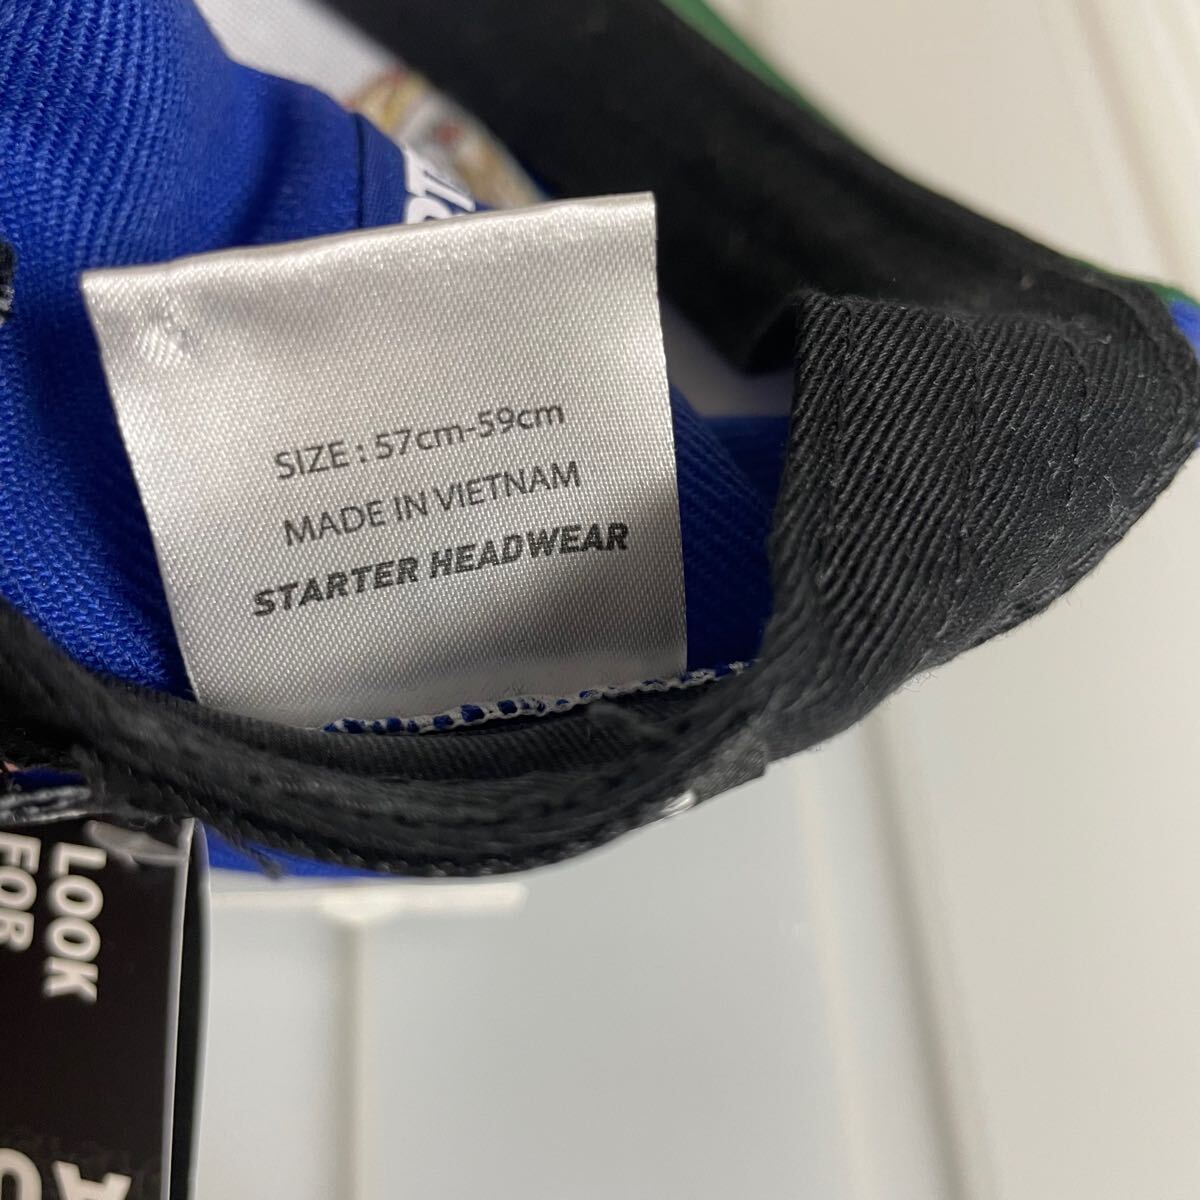 SIZE : 57cm-59cm
MADE IN VIETNAM
STARTER HEADWEAR
LOOK
FOR